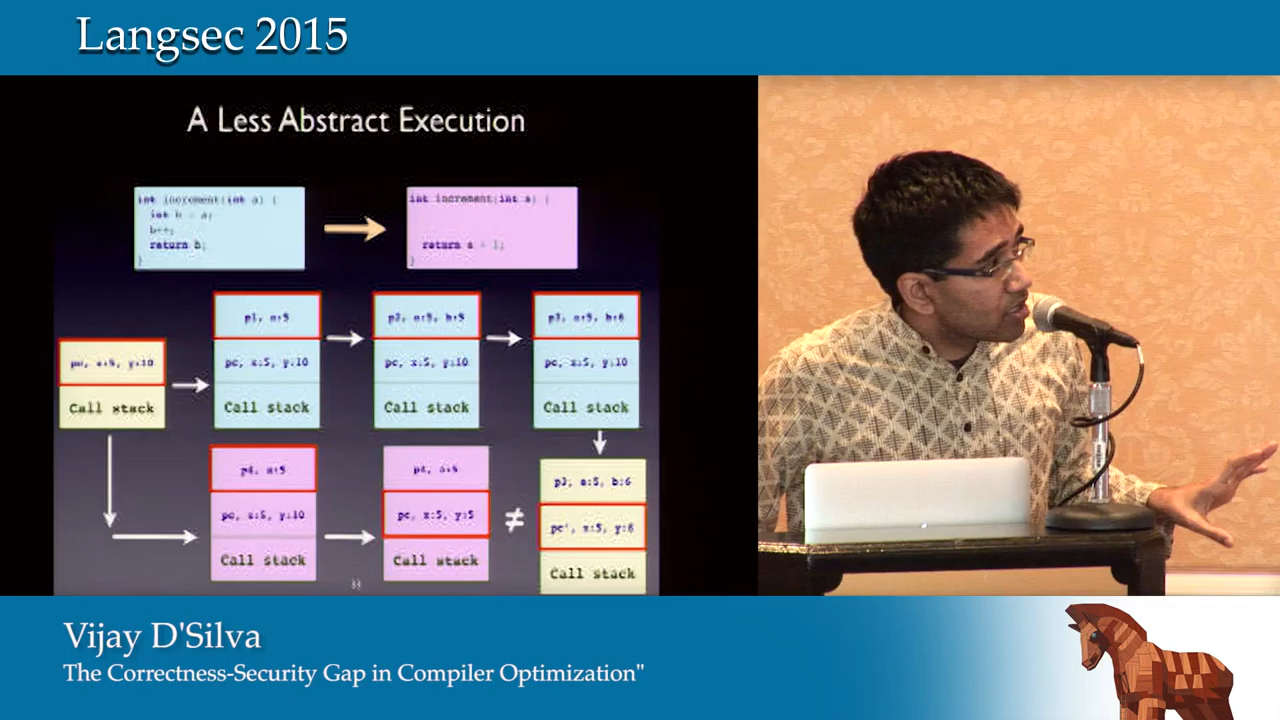 Langsec 2015
A Less Abstract Execution
int increment(int a) {
int b = a;
b++;
return b;
}
int increment(int a) {
return a + 1;
}
p1, a:5
p2, a:5, b:5
p3, a:5, b:6
y:10
pc, x:5, y:10
pc, x:5, y:10
pc, x:5, y:10
Call stack
Call stack
Call stack
Call stack
p4, a:5
p3, a:5, b:6
pc, x:5, y:10
pc, x:5, y:5
≠
pc', x:5, y:6
Call stack
Call stack
Call stack
33
Vijay D'Silva
The Correctness-Security Gap in Compiler Optimization"